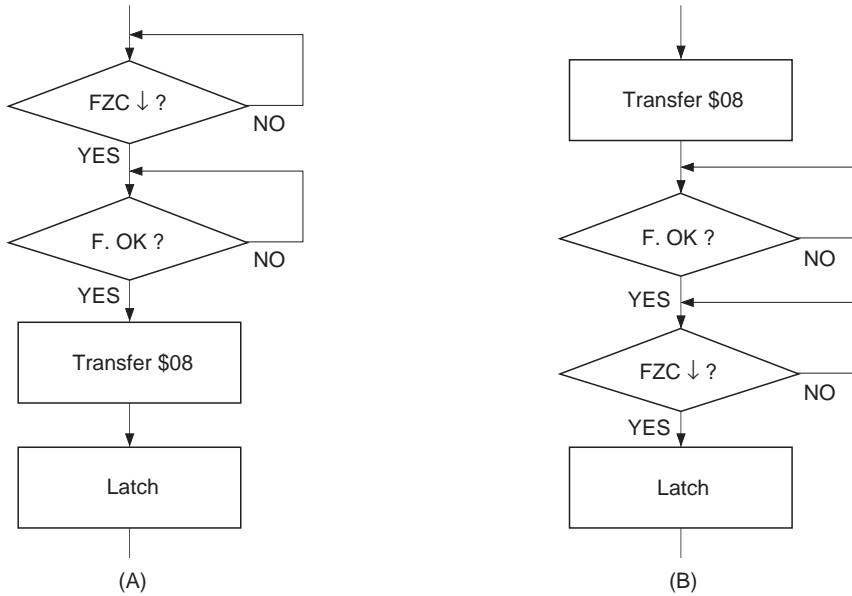 FZC ↓ ?
NO
YES
F. OK ?
NO
YES
Transfer $08
Latch
(A)
Transfer $08
F. OK ?
NO
YES
FZC ↓ ?
NO
YES
Latch
(B)